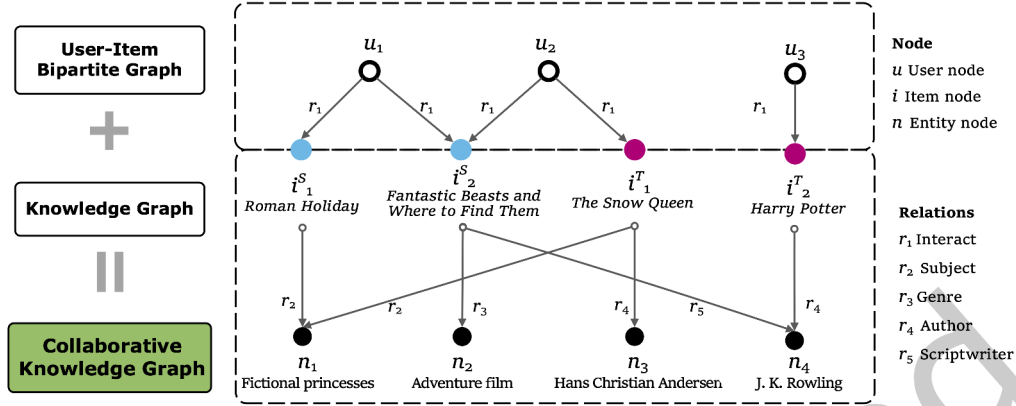 User-Item
Bipartite Graph
Knowledge Graph
Collaborative
Knowledge Graph
u1
u2
u3
r1
r1
r1
r1
r1
i^S_1
Roman Holiday
i^S_2
Fantastic Beasts and
Where to Find Them
i^T_1
The Snow Queen
i^T_2
Harry Potter
r2
r2
r3
r4
r5
r4
n1
Fictional princesses
n2
Adventure film
n3
Hans Christian Andersen
n4
J. K. Rowling
Node
u User node
i Item node
n Entity node
Relations
r1 Interact
r2 Subject
r3 Genre
r4 Author
r5 Scriptwriter